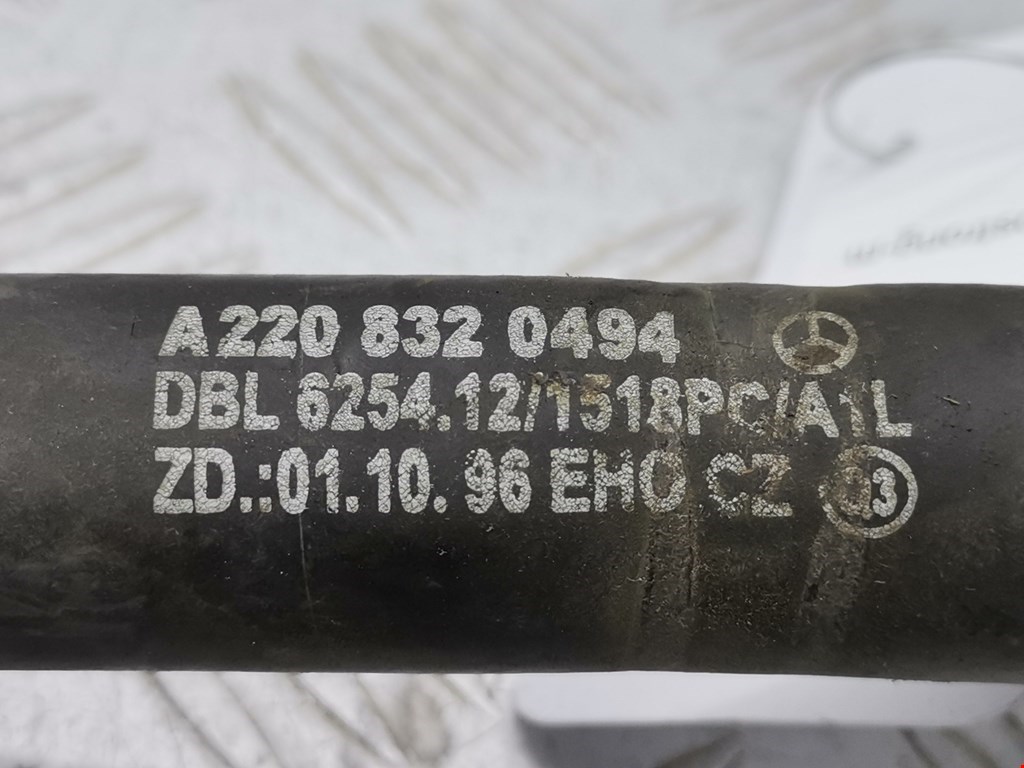 A220 832 0494
DBL 6254.12/1518PC/A1L
ZD.:01.10.96 EHO CZ